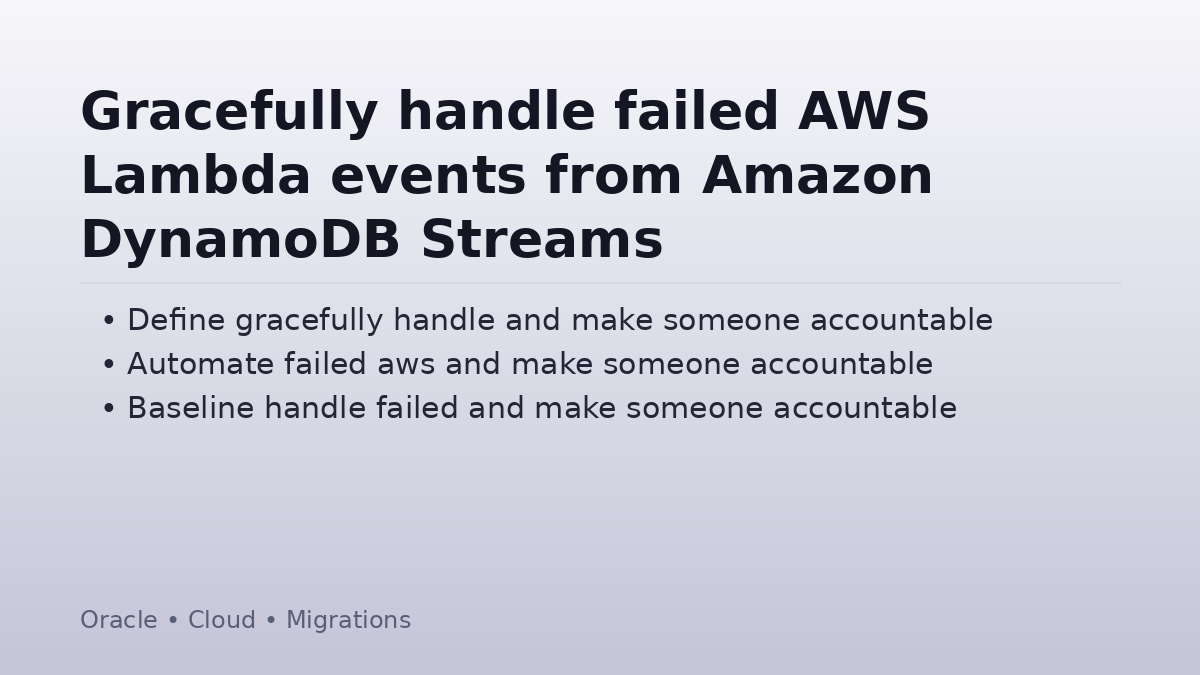 Gracefully handle failed AWS
Lambda events from Amazon
DynamoDB Streams
• Define gracefully handle and make someone accountable
• Automate failed aws and make someone accountable
• Baseline handle failed and make someone accountable
Oracle • Cloud • Migrations